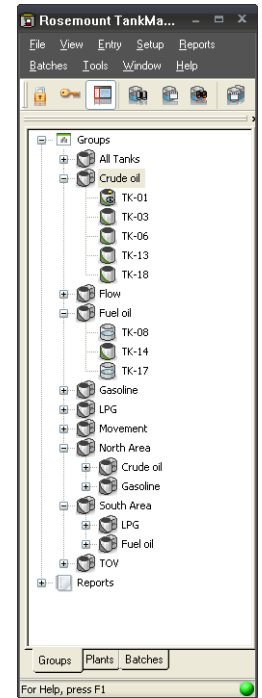 Rosemount TankMa...
File View Entry Setup Reports
Batches Tools Window Help
Groups
All Tanks
Crude oil
TK-01
TK-03
TK-06
TK-13
TK-18
Flow
Fuel oil
TK-08
TK-14
TK-17
Gasoline
LPG
Movement
North Area
Crude oil
Gasoline
South Area
LPG
Fuel oil
TOV
Reports
Groups Plants Batches
For Help, press F1